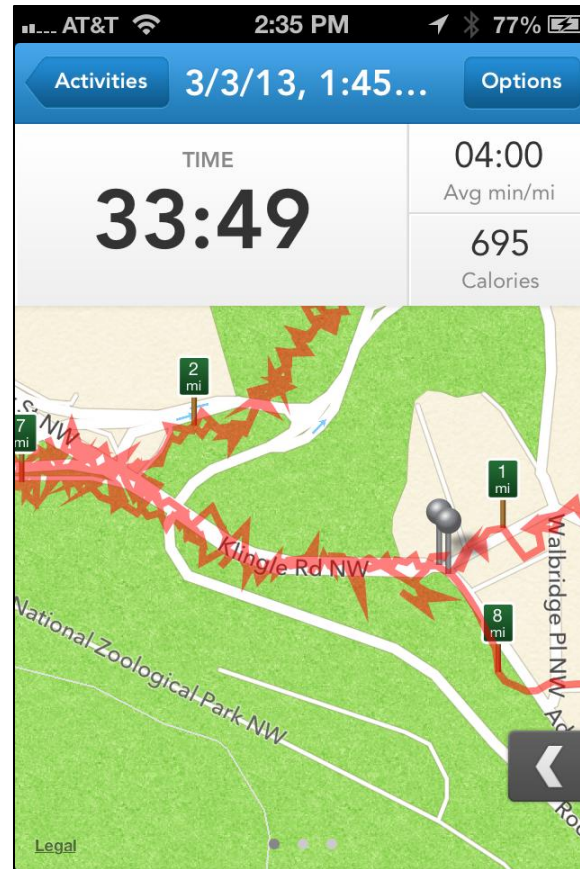 AT&T 2:35 PM 77%
Activities 3/3/13, 1:45... Options
TIME
33:49
04:00
Avg min/mi
695
Calories
2
mi
7
mi
1
mi
Klingle Rd NW
Walbridge Pl NW
8
mi
National Zoological Park NW
Legal